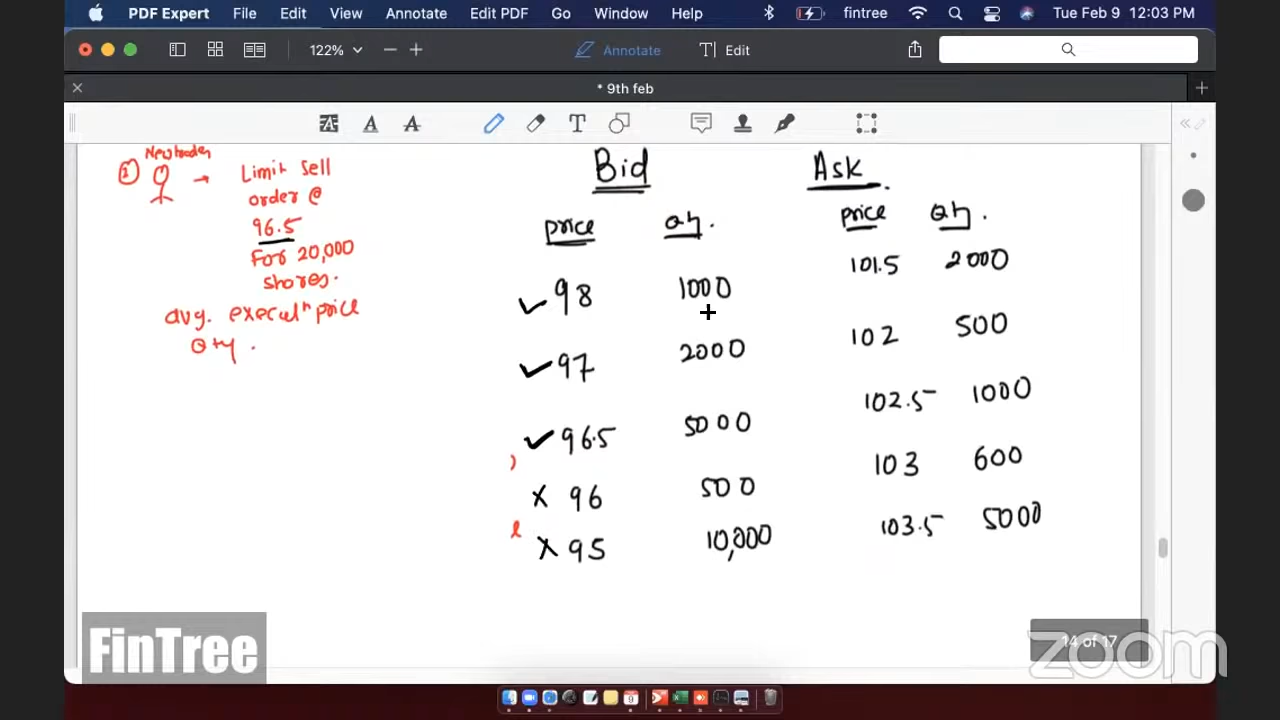 PDF Expert File Edit View Annotate Edit PDF Go Window Help fintree Tue Feb 9 12:03 PM
122% Annotate Edit
* 9th feb
New trader
① → Limit Sell
order @
96.5
For 20,000
shores.
avg. execuⁿ price
Qty.
Bid Ask
price Qty. price Qty.
98 1000 101.5 2000
97 2000 102 500
96.5 5000 102.5 1000
96 500 103 600
95 10,000 103.5 5000
FinTree
14 of 17
zoom